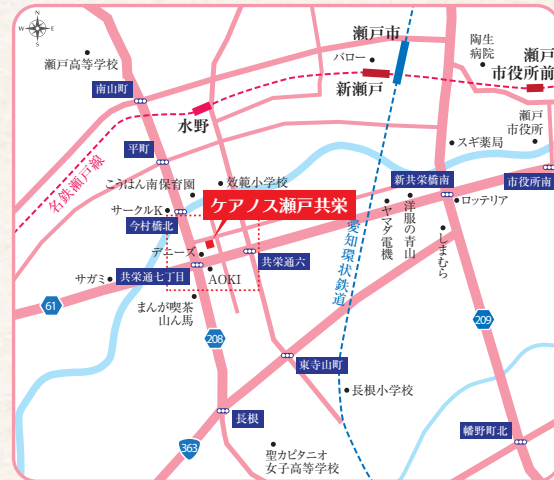 N
W
E
S
瀬戸高等学校
南山町
平町
名鉄瀬戸線
水野
バロー
瀬戸市
新瀬戸
陶生
病院
瀬戸
市役所前
瀬戸
市役所
スギ薬局
市役所南
新共栄橋南
ロッテリア
こうはん南保育園
効範小学校
サークルK
今村橋北
ケアノス瀬戸共栄
デニーズ
AOKI
共栄通七丁目
共栄通六
サガミ
まんが喫茶
山ん馬
愛知環状鉄道
ヤマダ電機
洋服の青山
しまむら
61
208
209
363
東寺山町
長根小学校
長根
聖カピタニオ
女子高等学校
幡野町北